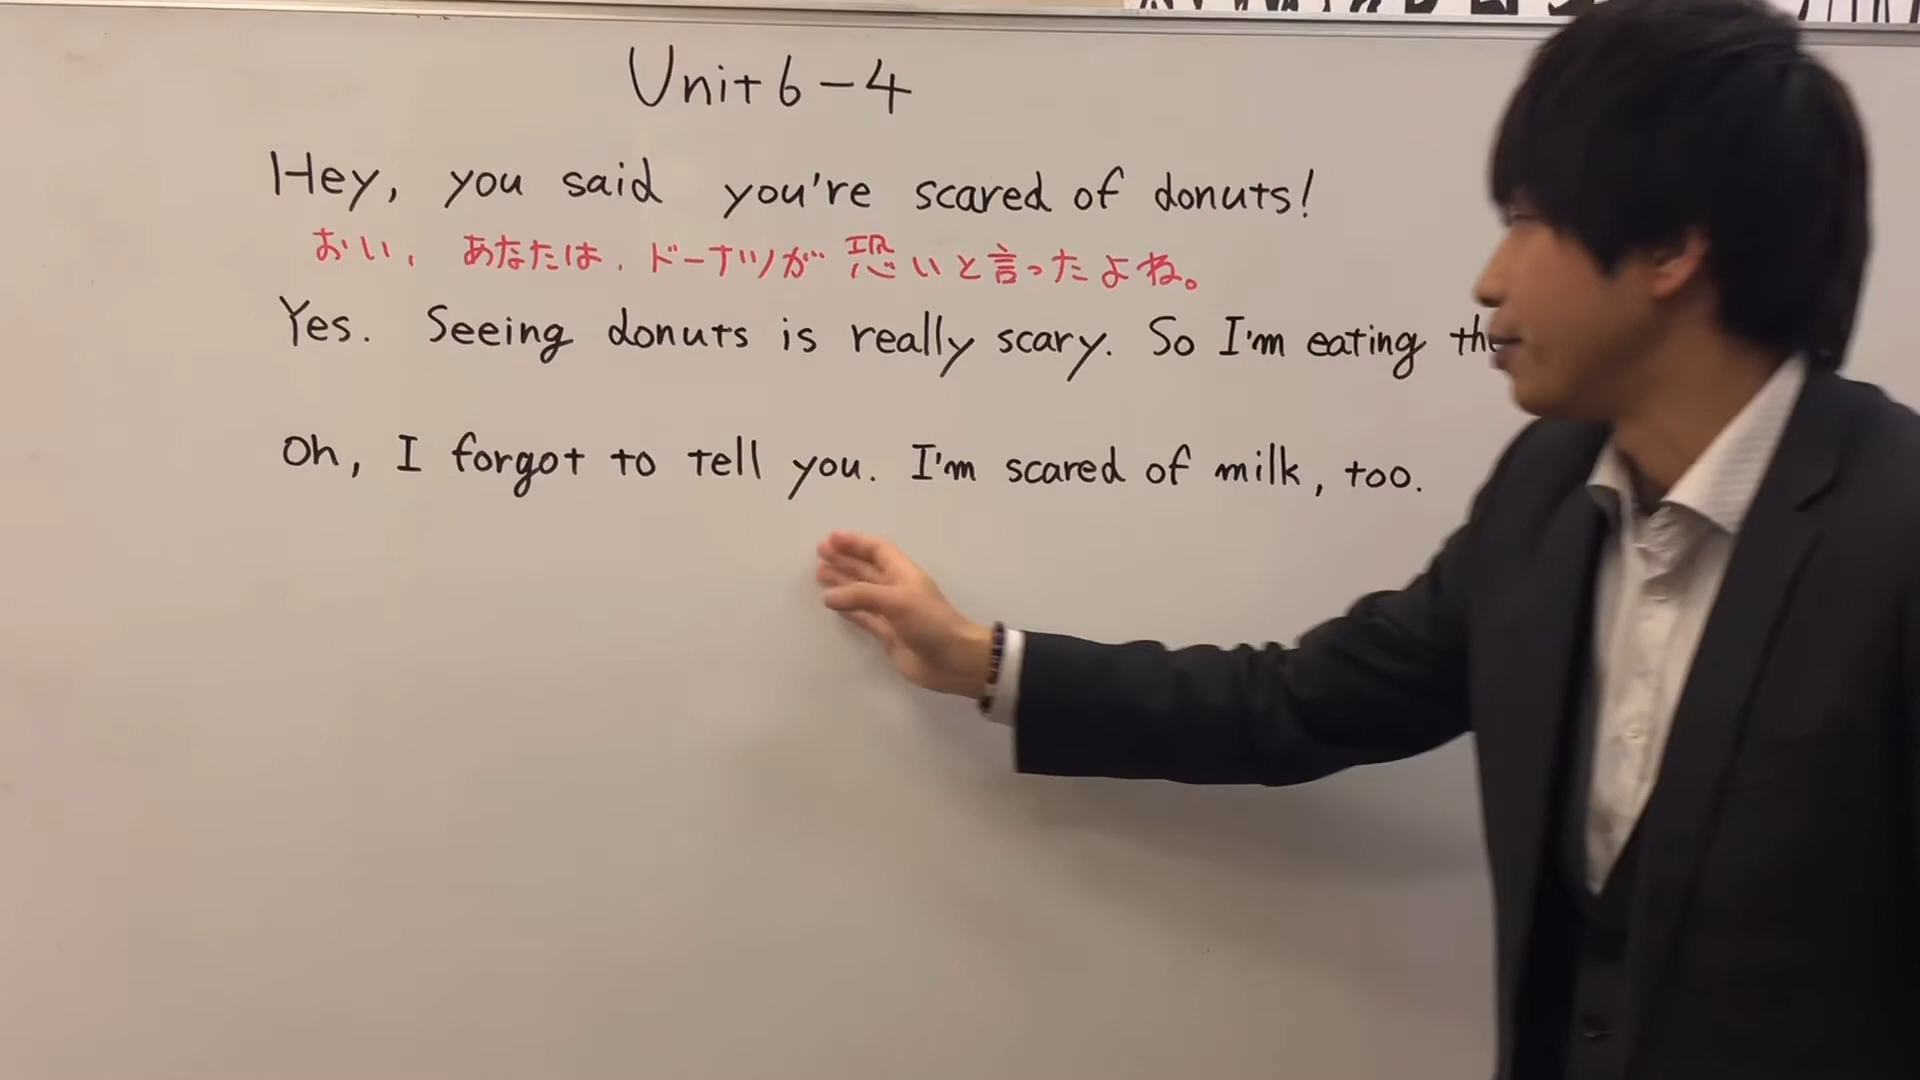 Unit 6-4
Hey, you said you're scared of donuts!
おい、あなたは、ドーナツが恐いと言ったよね。
Yes. Seeing donuts is really scary. So I'm eating
Oh, I forgot to tell you. I'm scared of milk, too.